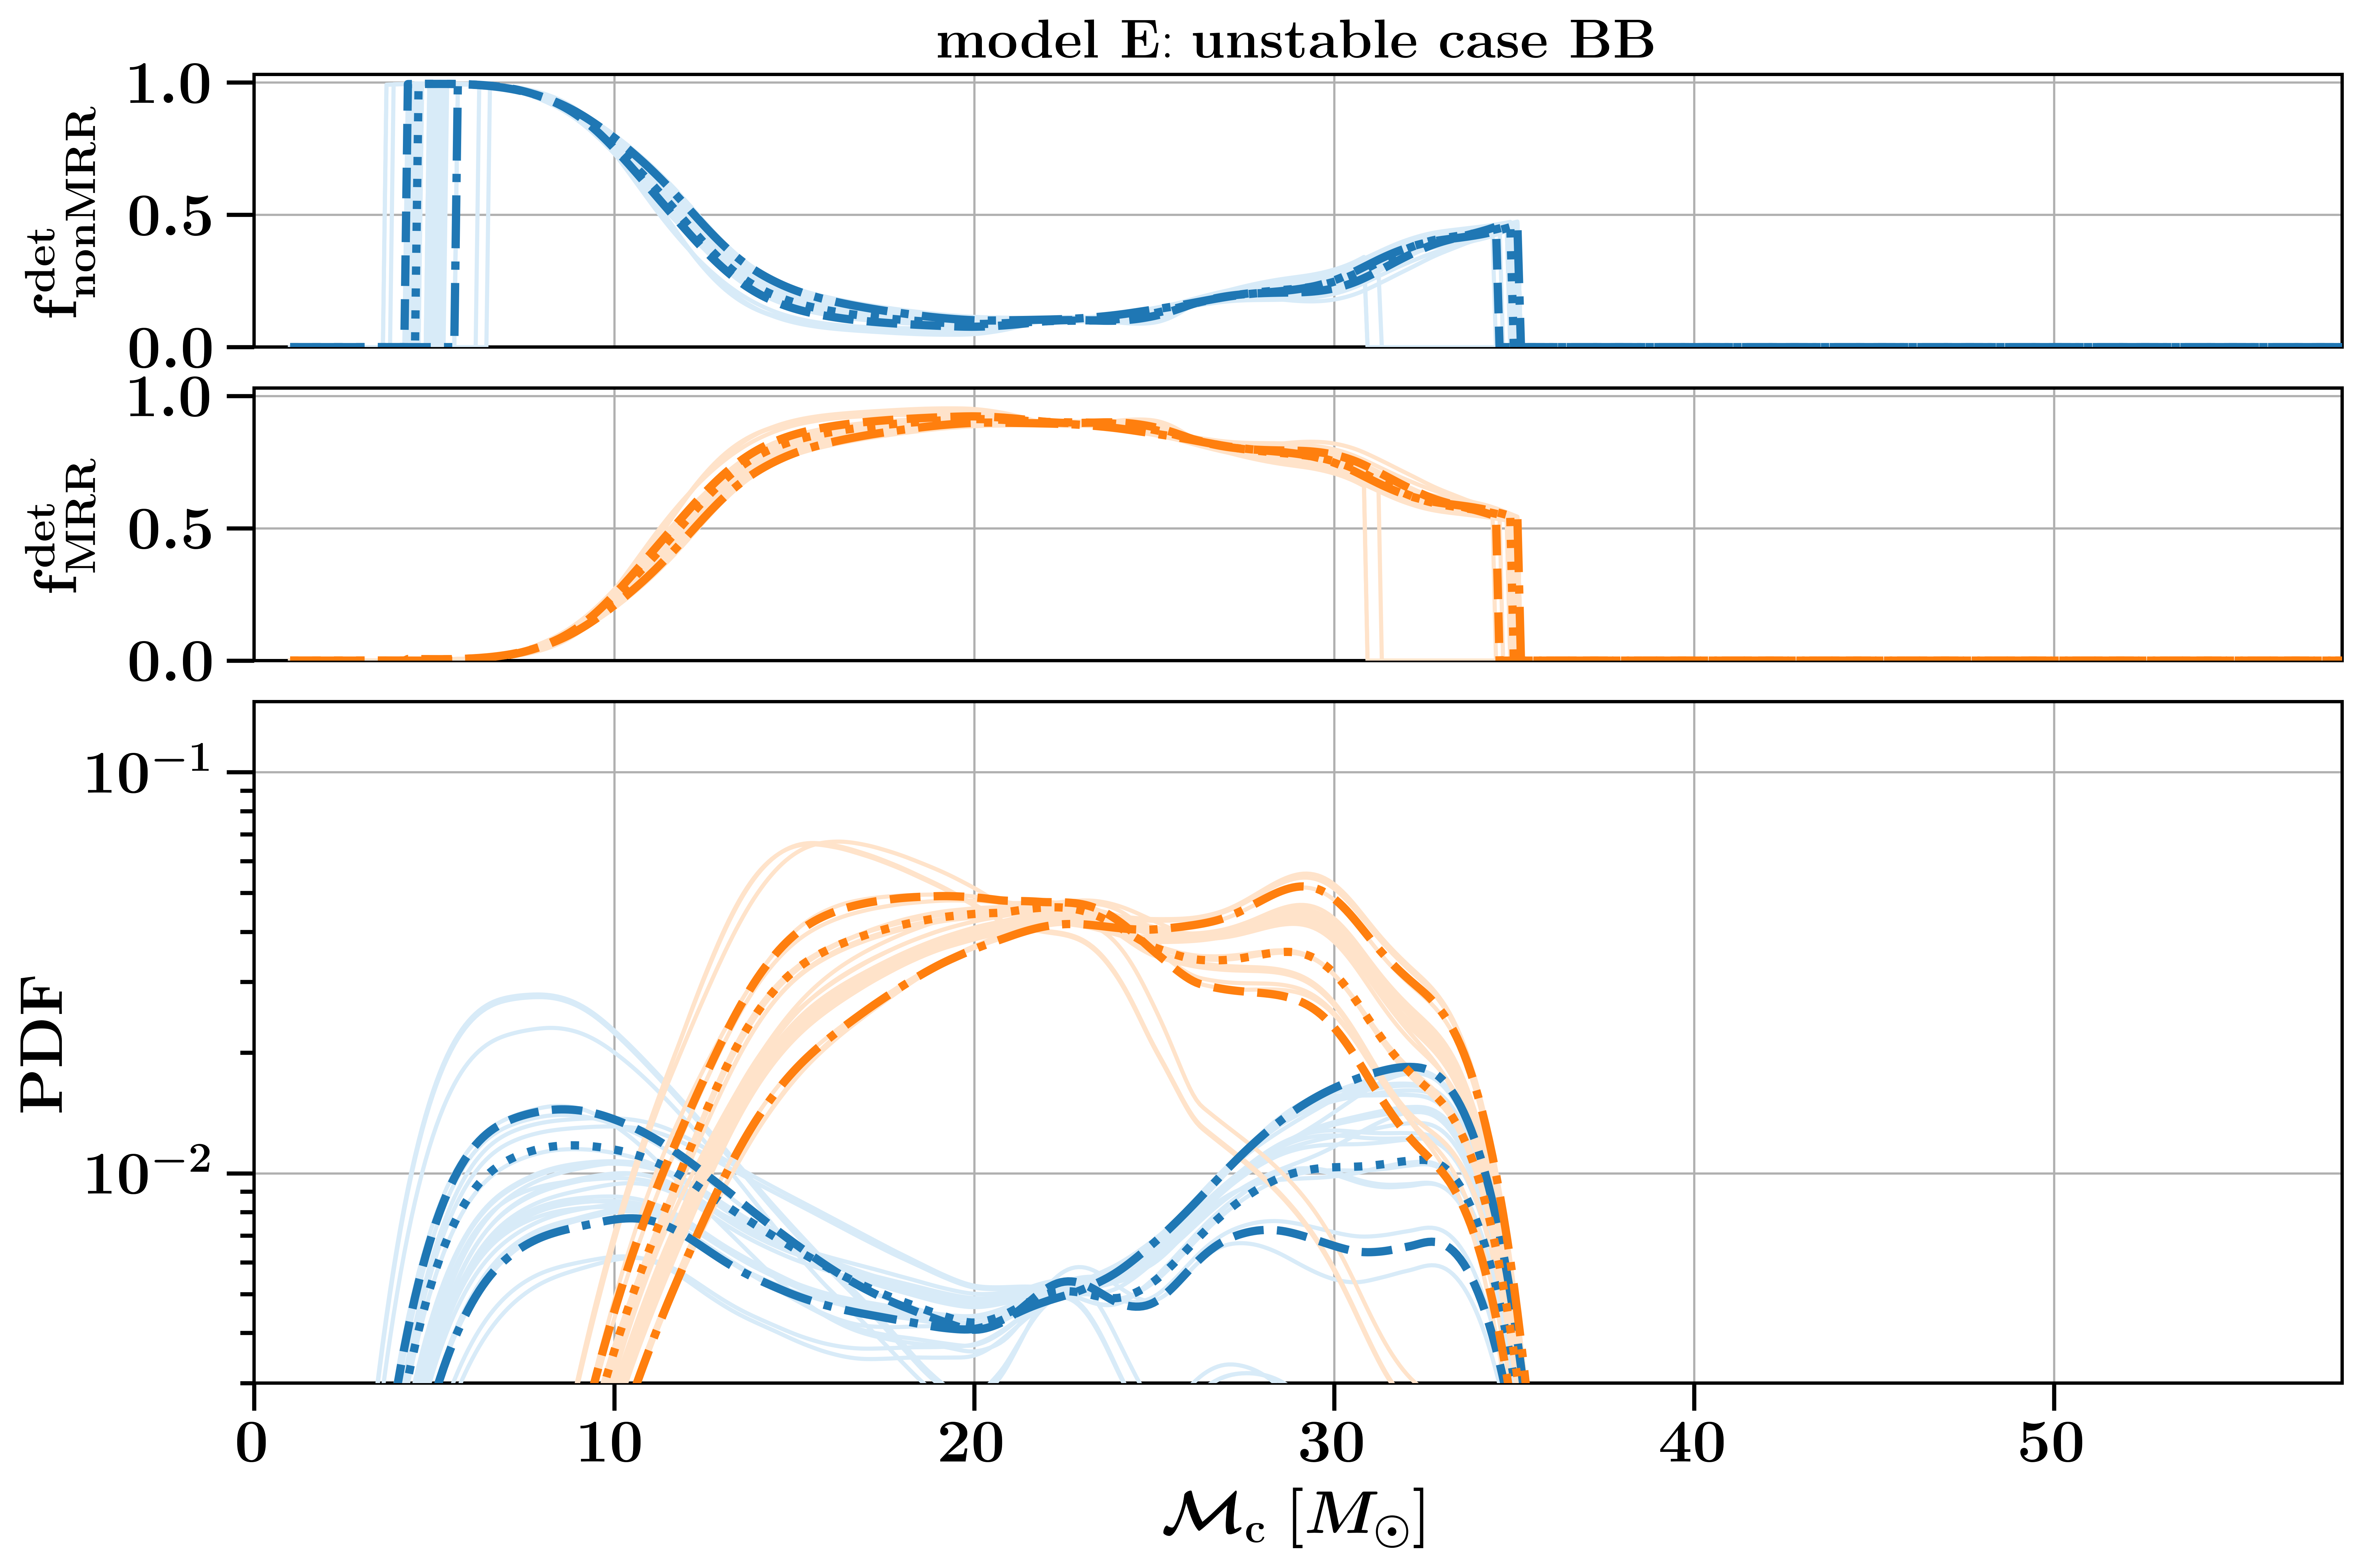 model E: unstable case BB
1.0
0.5
0.0
f^det_nonMRR
1.0
0.5
0.0
f^det_MRR
10⁻¹
10⁻²
PDF
0 10 20 30 40 50
ℳ_c [M_⊙]